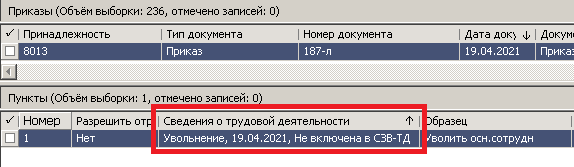 Приказы (Объём выборки: 236, отмечено записей: 0)
✓ Принадлежность Тип документа Номер документа Дата доку ↓ Докуме
8013 Приказ 187-л 19.04.2021 Приказ
Пункты (Объём выборки: 1, отмечено записей: 0)
✓ Номер Разрешить отр Сведения о трудовой деятельности ↑ Образец
1 Нет Увольнение, 19.04.2021, Не включена в СЗВ-ТД Уволить осн.сотрудн